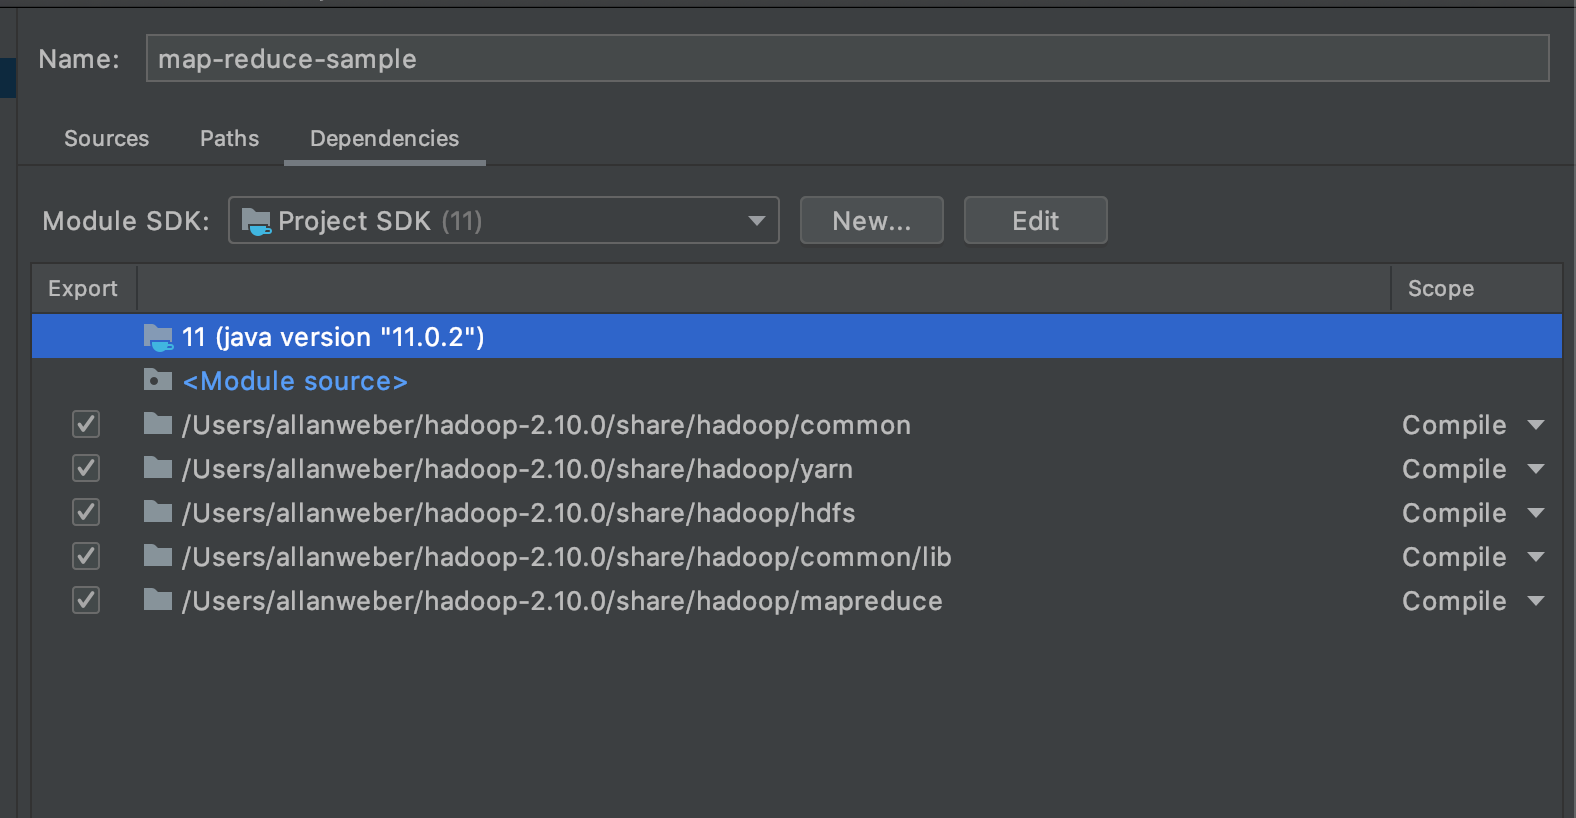 Name: map-reduce-sample
Sources Paths Dependencies
Module SDK: Project SDK (11) New... Edit
Export Scope
11 (java version "11.0.2")
<Module source>
/Users/allanweber/hadoop-2.10.0/share/hadoop/common Compile
/Users/allanweber/hadoop-2.10.0/share/hadoop/yarn Compile
/Users/allanweber/hadoop-2.10.0/share/hadoop/hdfs Compile
/Users/allanweber/hadoop-2.10.0/share/hadoop/common/lib Compile
/Users/allanweber/hadoop-2.10.0/share/hadoop/mapreduce Compile